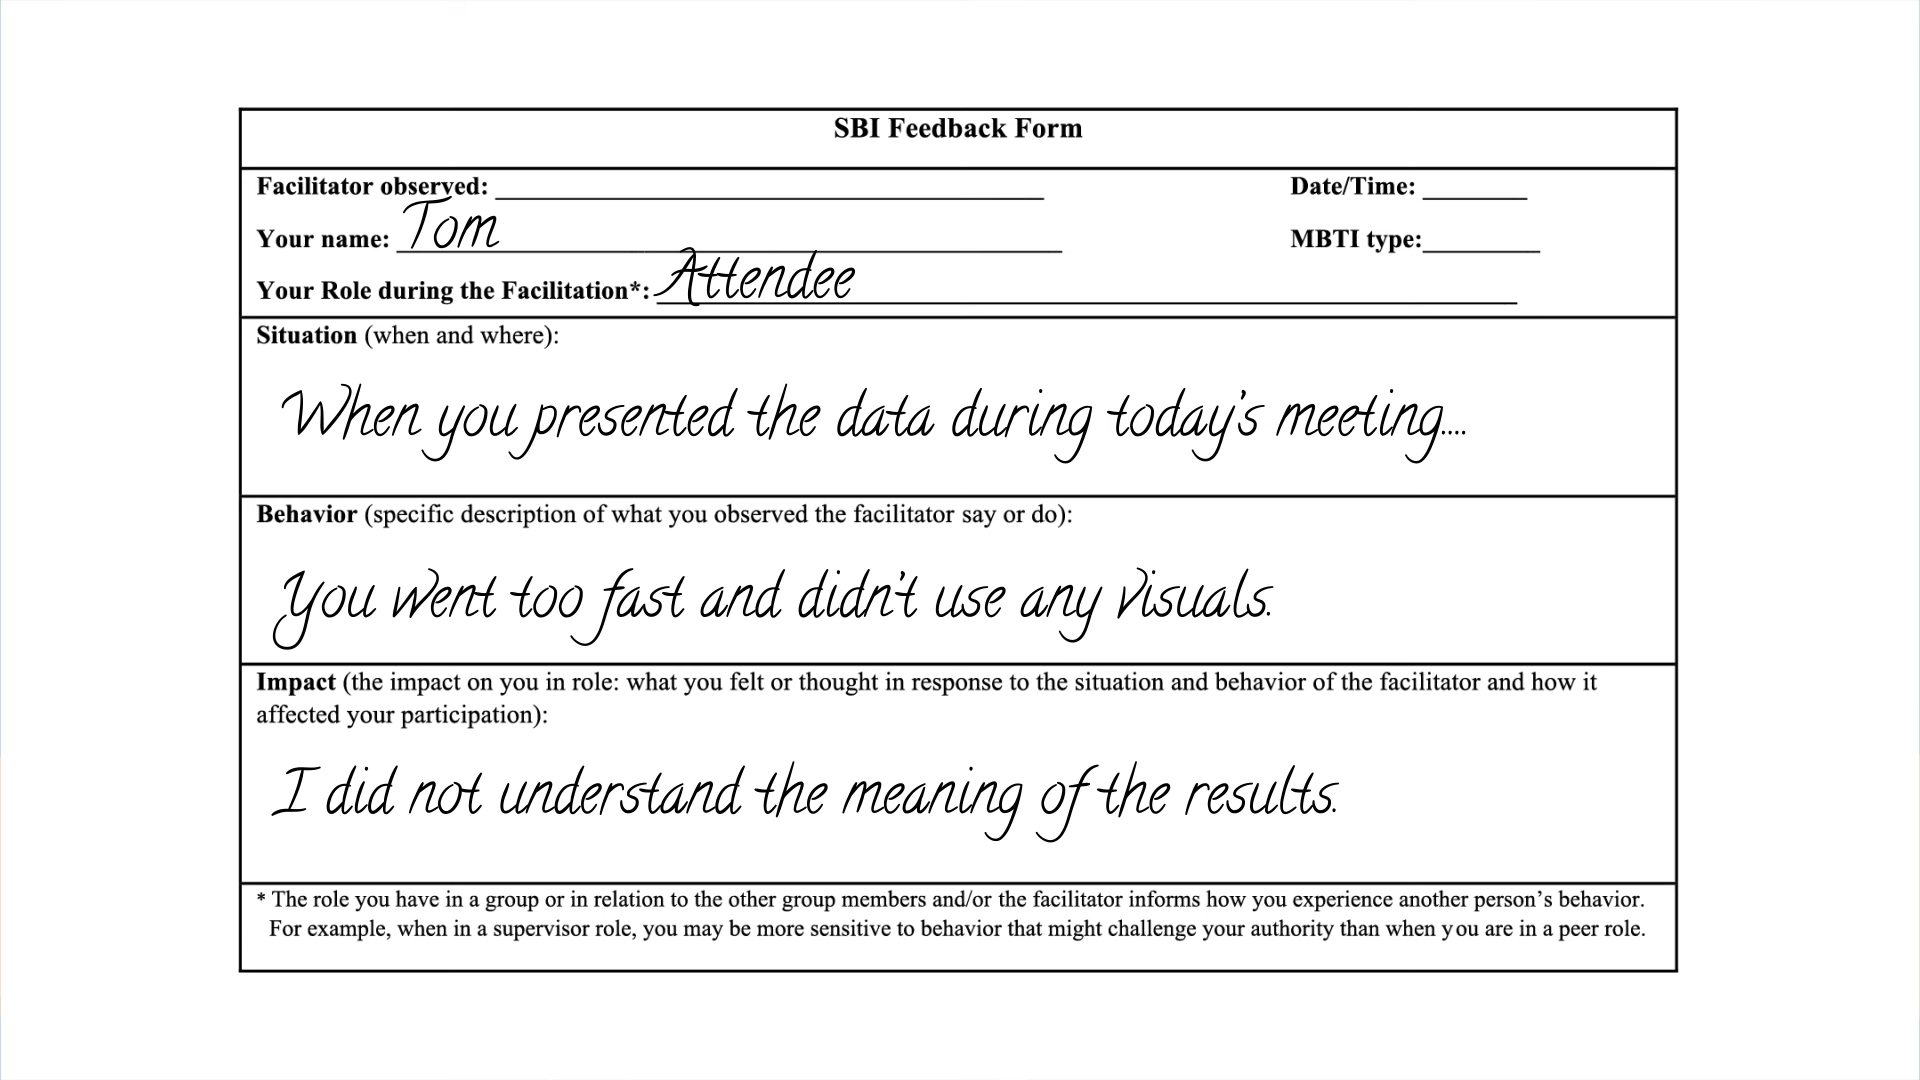 SBI Feedback Form
Facilitator observed: ____________ Date/Time: ________
Your name: Tom MBTI type:_________
Your Role during the Facilitation*: Attendee
Situation (when and where):
When you presented the data during today's meeting....
Behavior (specific description of what you observed the facilitator say or do):
You went too fast and didn't use any visuals.
Impact (the impact on you in role: what you felt or thought in response to the situation and behavior of the facilitator and how it
affected your participation):
I did not understand the meaning of the results.
* The role you have in a group or in relation to the other group members and/or the facilitator informs how you experience another person’s behavior.
For example, when in a supervisor role, you may be more sensitive to behavior that might challenge your authority than when you are in a peer role.